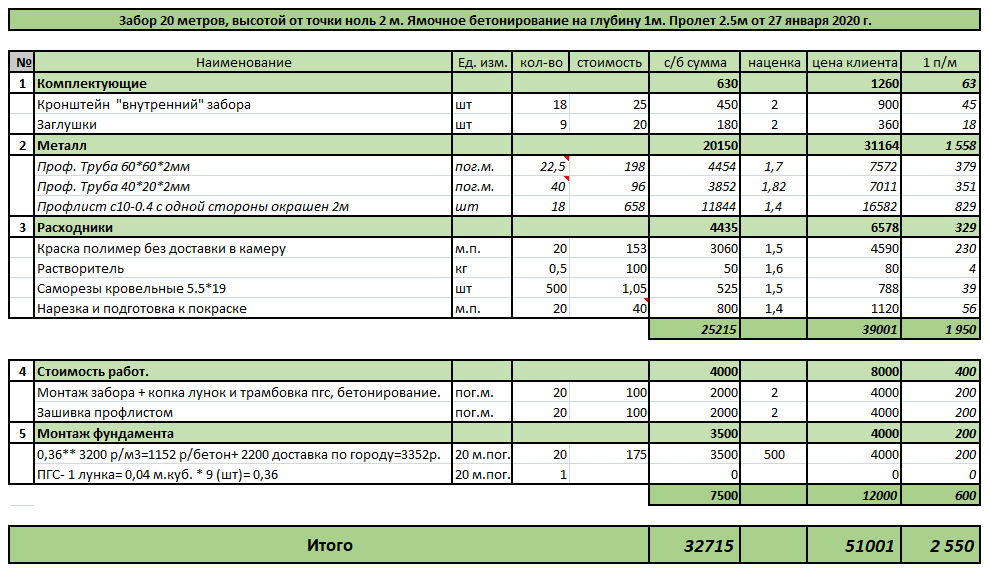 Забор 20 метров, высотой от точки ноль 2 м. Ямочное бетонирование на глубину 1м. Пролет 2.5м от 27 января 2020 г.
№ Наименование Ед. изм. кол-во стоимость с/б сумма наценка цена клиента 1 п/м
1 Комплектующие 630 1260 63
Кронштейн "внутренний" забора шт 18 25 450 2 900 45
Заглушки шт 9 20 180 2 360 18
2 Металл 20150 31164 1 558
Проф. Труба 60*60*2мм пог.м. 22,5 198 4454 1,7 7572 379
Проф. Труба 40*20*2мм пог.м. 40 96 3852 1,82 7011 351
Профлист с10-0.4 с одной стороны окрашен 2м шт 18 658 11844 1,4 16582 829
3 Расходники 4435 6578 329
Краска полимер без доставки в камеру м.п. 20 153 3060 1,5 4590 230
Растворитель кг 0,5 100 50 1,6 80 4
Саморезы кровельные 5.5*19 шт 500 1,05 525 1,5 788 39
Нарезка и подготовка к покраске м.п. 20 40 800 1,4 1120 56
25215 39001 1 950
4 Стоимость работ. 4000 8000 400
Монтаж забора + копка лунок и трамбовка пгс, бетонирование. пог.м. 20 100 2000 2 4000 200
Зашивка профлистом пог.м. 20 100 2000 2 4000 200
5 Монтаж фундамента 3500 4000 200
0,36** 3200 р/м3=1152 р/бетон+ 2200 доставка по городу=3352р. 20 м.пог. 20 175 3500 500 4000 200
ПГС- 1 лунка= 0,04 м.куб. * 9 (шт)= 0,36 20 м.пог. 1 0 0 0
7500 12000 600
Итого 32715 51001 2 550